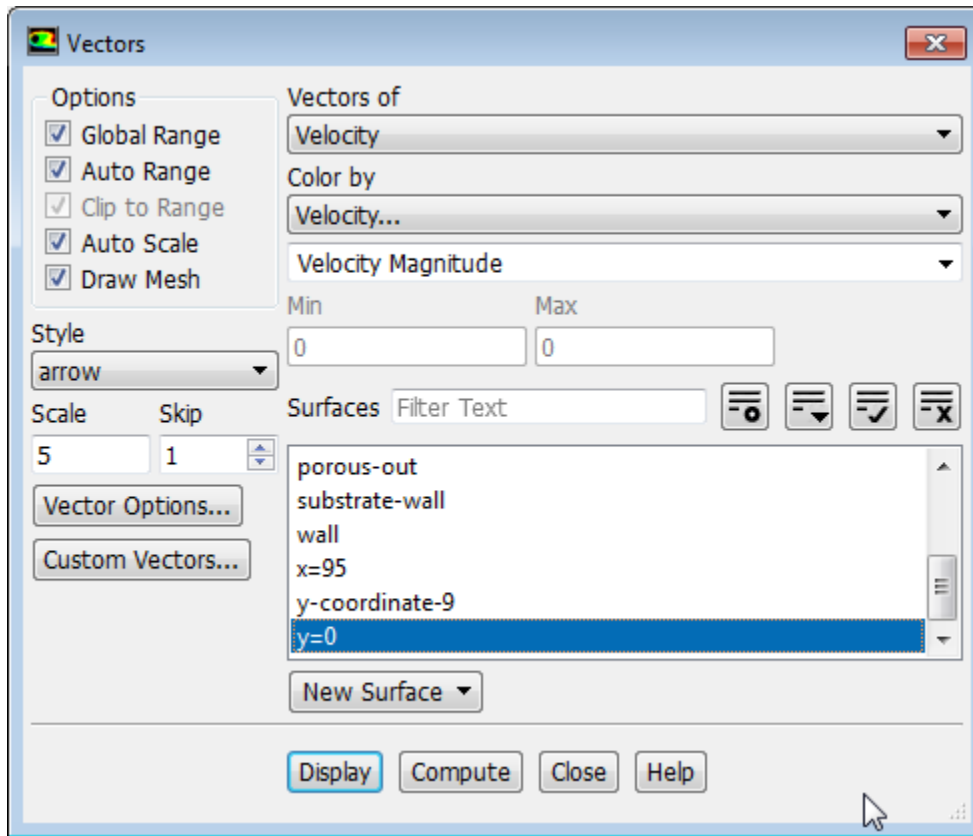 Vectors
Options
Global Range
Auto Range
Clip to Range
Auto Scale
Draw Mesh
Style
arrow
Scale Skip
5 1
Vector Options...
Custom Vectors...
Vectors of
Velocity
Color by
Velocity...
Velocity Magnitude
Min Max
0 0
Surfaces Filter Text
porous-out
substrate-wall
wall
x=95
y-coordinate-9
y=0
New Surface
Display Compute Close Help